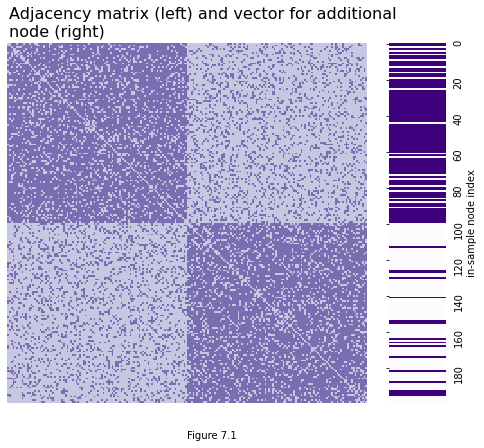 Adjacency matrix (left) and vector for additional
node (right)
0
20
40
60
80
100
120
140
160
180
in-sample node index
Figure 7.1